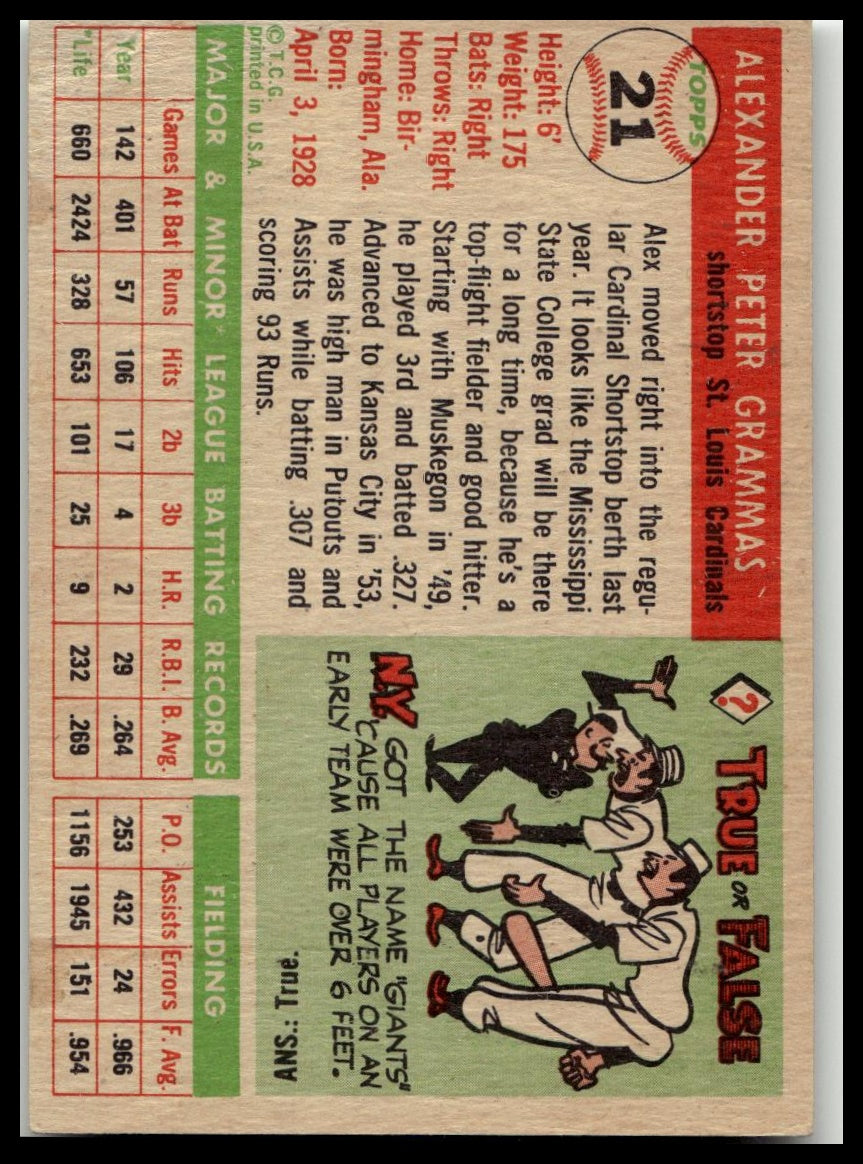 TOPPS
21
ALEXANDER PETER GRAMMAS
shortstop St. Louis Cardinals
Height: 6'
Weight: 175
Bats: Right
Throws: Right
Home: Bir-
mingham, Ala.
Born:
April 3, 1928
© T.C.G.
printed in U.S.A.
Alex moved right into the regu-
lar Cardinal Shortstop berth last
year. It looks like the Mississippi
State College grad will be there
for a long time, because he's a
top-flight fielder and good hitter.
Starting with Muskegon in '49,
he played 3rd and batted .327.
Advanced to Kansas City in '53,
he was high man in Putouts and
Assists while batting .307 and
scoring 93 Runs.
? TRUE OR FALSE
N.Y. GOT THE NAME "GIANTS"
'CAUSE ALL PLAYERS ON AN
EARLY TEAM WERE OVER 6 FEET.
ANS.: True.
MAJOR & MINOR* LEAGUE BATTING RECORDS FIELDING
Games At Bat Runs Hits 2b 3b H.R. R.B.I. B. Avg. P.O. Assists Errors F. Avg.
Year 142 401 57 106 17 4 2 29 .264 253 432 24 .966
*Life 660 2424 328 653 101 25 9 232 .269 1156 1945 151 .954